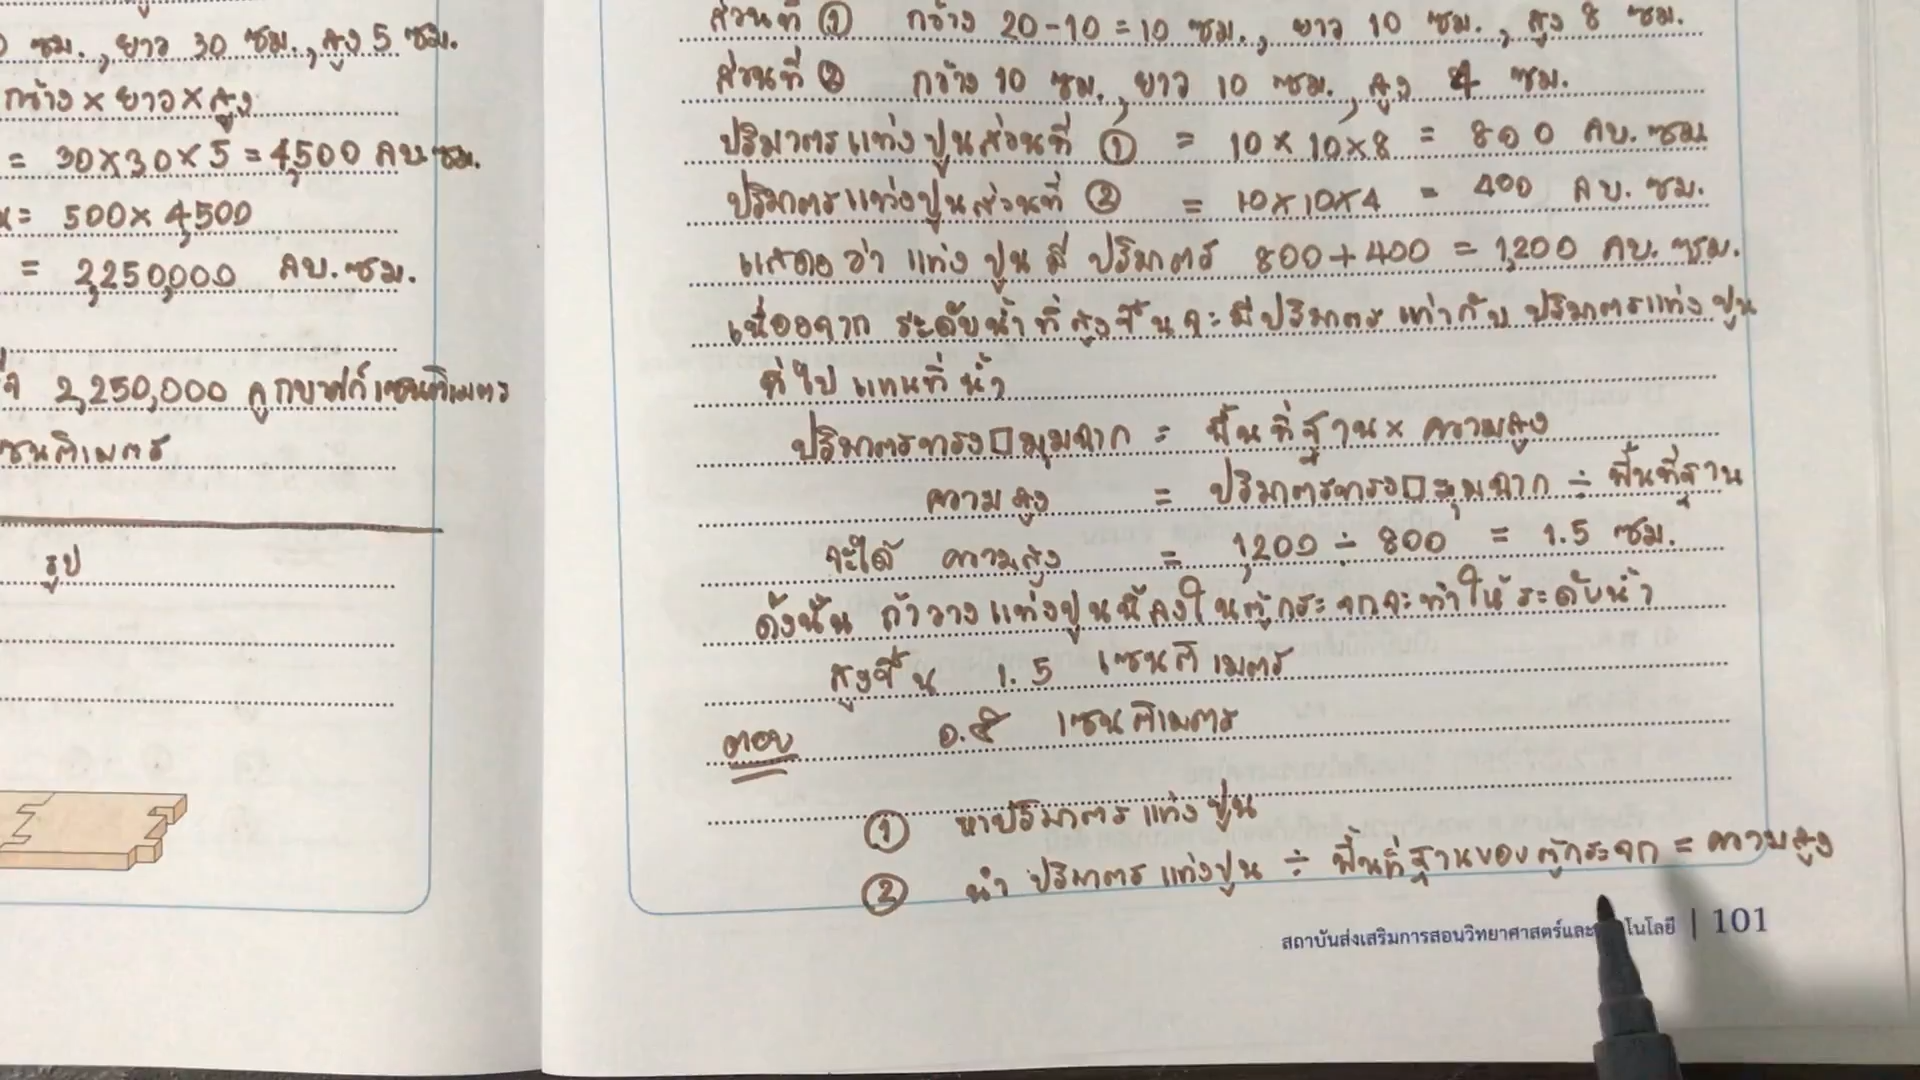 ซม., ยาว 30 ซม., สูง 5 ซม.
กว้าง × ยาว × สูง
= 30×30×5 = 4,500 ลบ.ซม.
= 500 × 4,500
= 2,250,000 ลบ.ซม.
2,250,000 ลูกบาศก์เซนติเมตร
เซนติเมตร
รูป
ส่วนที่ ① กว้าง 20-10 = 10 ซม., ยาว 10 ซม., สูง 8 ซม.
ส่วนที่ ② กว้าง 10 ซม., ยาว 10 ซม., สูง 4 ซม.
ปริมาตรแท่งปูนส่วนที่ ① = 10 × 10 × 8 = 800 ลบ.ซม
ปริมาตรแท่งปูนส่วนที่ ② = 10×10×4 = 400 ลบ. ซม.
แสดงว่า แท่งปูนมีปริมาตร 800+400 = 1,200 ลบ. ซม.
เนื่องจาก ระดับน้ำที่สูงขึ้นจะมีปริมาตรเท่ากับ ปริมาตรแท่งปูน
ที่ไปแทนที่น้ำ
ปริมาตรทรง□มุมฉาก = พื้นที่ฐาน × ความสูง
ความสูง = ปริมาตรทรง□มุมฉาก ÷ พื้นที่ฐาน
จะได้ ความสูง = 1,200 ÷ 800 = 1.5 ซม.
ดังนั้น ถ้าวางแท่งปูนนี้ลงในตู้กระจกจะทำให้ระดับน้ำ
สูงขึ้น 1.5 เซนติเมตร
ตอบ ๑.๕ เซนติเมตร
① หาปริมาตรแท่งปูน
② นำ ปริมาตรแท่งปูน ÷ พื้นที่ฐานของตู้กระจก = ความสูง
สถาบันส่งเสริมการสอนวิทยาศาสตร์และ โนโลยี | 101